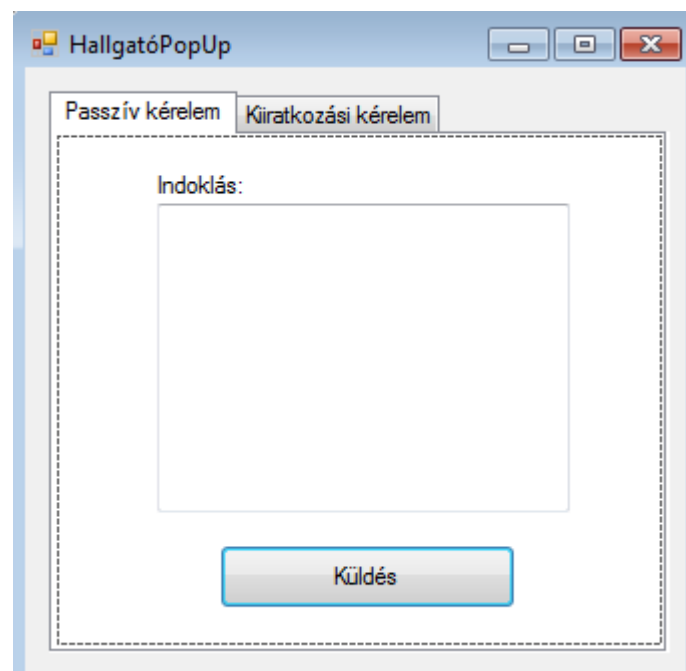 HallgatóPopUp
Passzív kérelem
Kiiratkozási kérelem
Indoklás:
Küldés